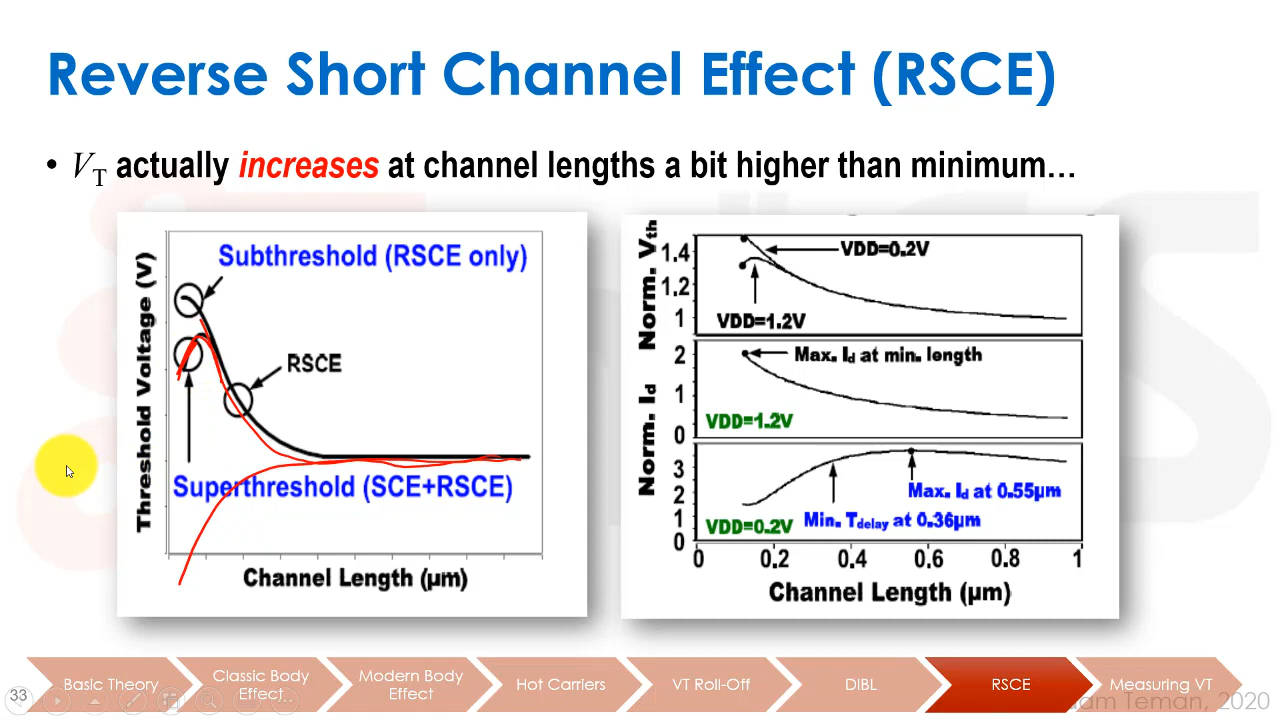 Reverse Short Channel Effect (RSCE)
• VT actually increases at channel lengths a bit higher than minimum…
Threshold Voltage (V)
Subthreshold (RSCE only)
RSCE
Superthreshold (SCE+RSCE)
Channel Length (µm)
Norm. Vth
1.4
1.2
1
VDD=0.2V
VDD=1.2V
Norm. Id
2
1
0
Max. Id at min. length
VDD=1.2V
3
2
1
0
Max. Id at 0.55µm
Min. Tdelay at 0.36µm
VDD=0.2V
0 0.2 0.4 0.6 0.8 1
Channel Length (µm)
33
Basic Theory
Classic Body
Effect
Modern Body
Effect
Hot Carriers
VT Roll-Off
DIBL
RSCE
Measuring VT
Teman, 2020